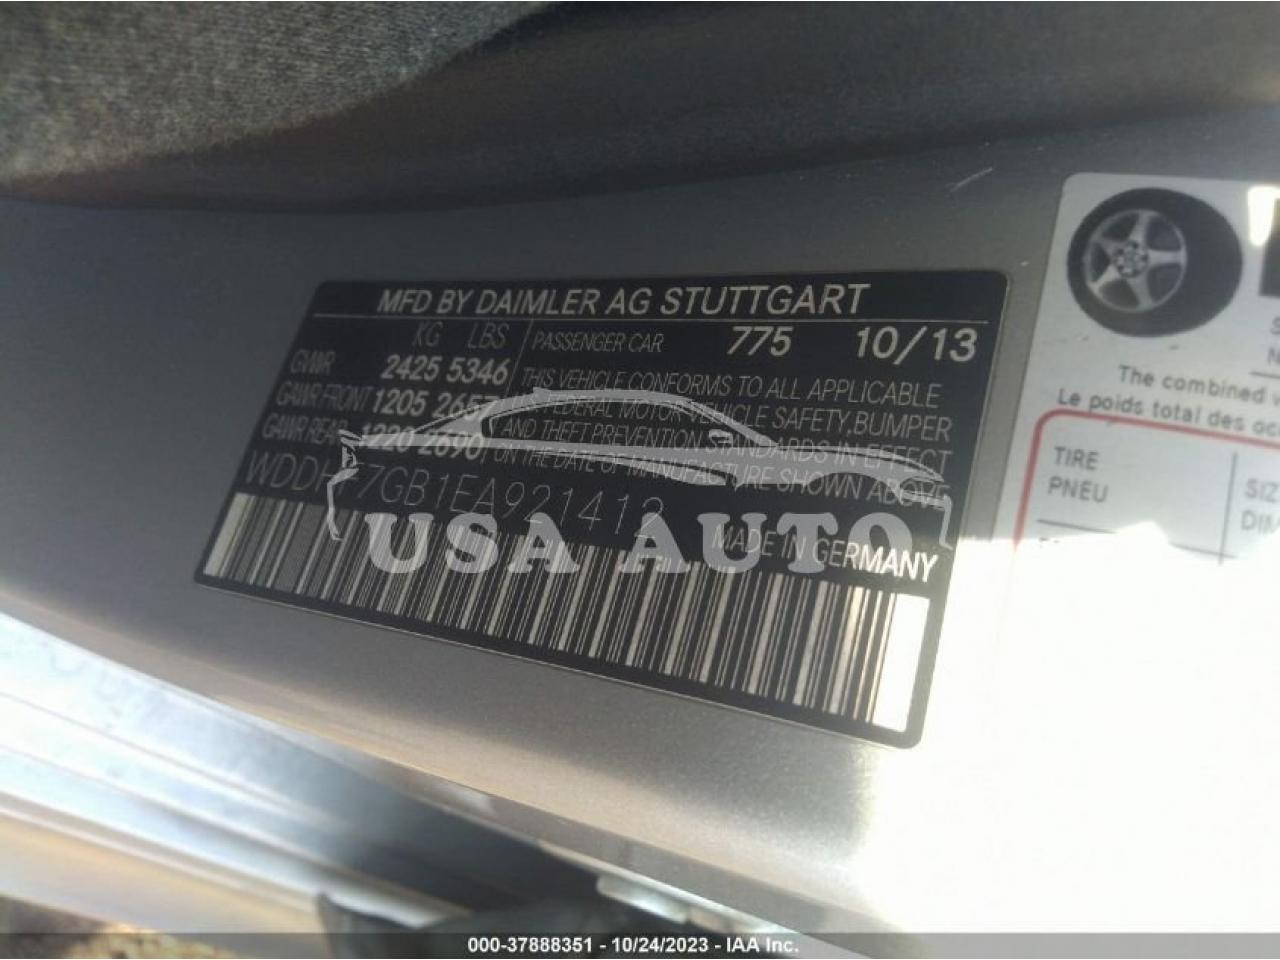 MFD BY DAIMLER AG STUTTGART
KG LBS
GVWR 2425 5346
GAWR FRONT 1205 2657
GAWR REAR 1220 2690
PASSENGER CAR 775 10/13
THIS VEHICLE CONFORMS TO ALL APPLICABLE
FEDERAL MOTOR VEHICLE SAFETY, BUMPER
AND THEFT PREVENTION STANDARDS IN EFFECT
ON THE DATE OF MANUFACTURE SHOWN ABOVE
MADE IN GERMANY
USA AUTO
The combined
Le poids total des
TIRE
PNEU
000-37888351 - 10/24/2023 - IAA Inc.